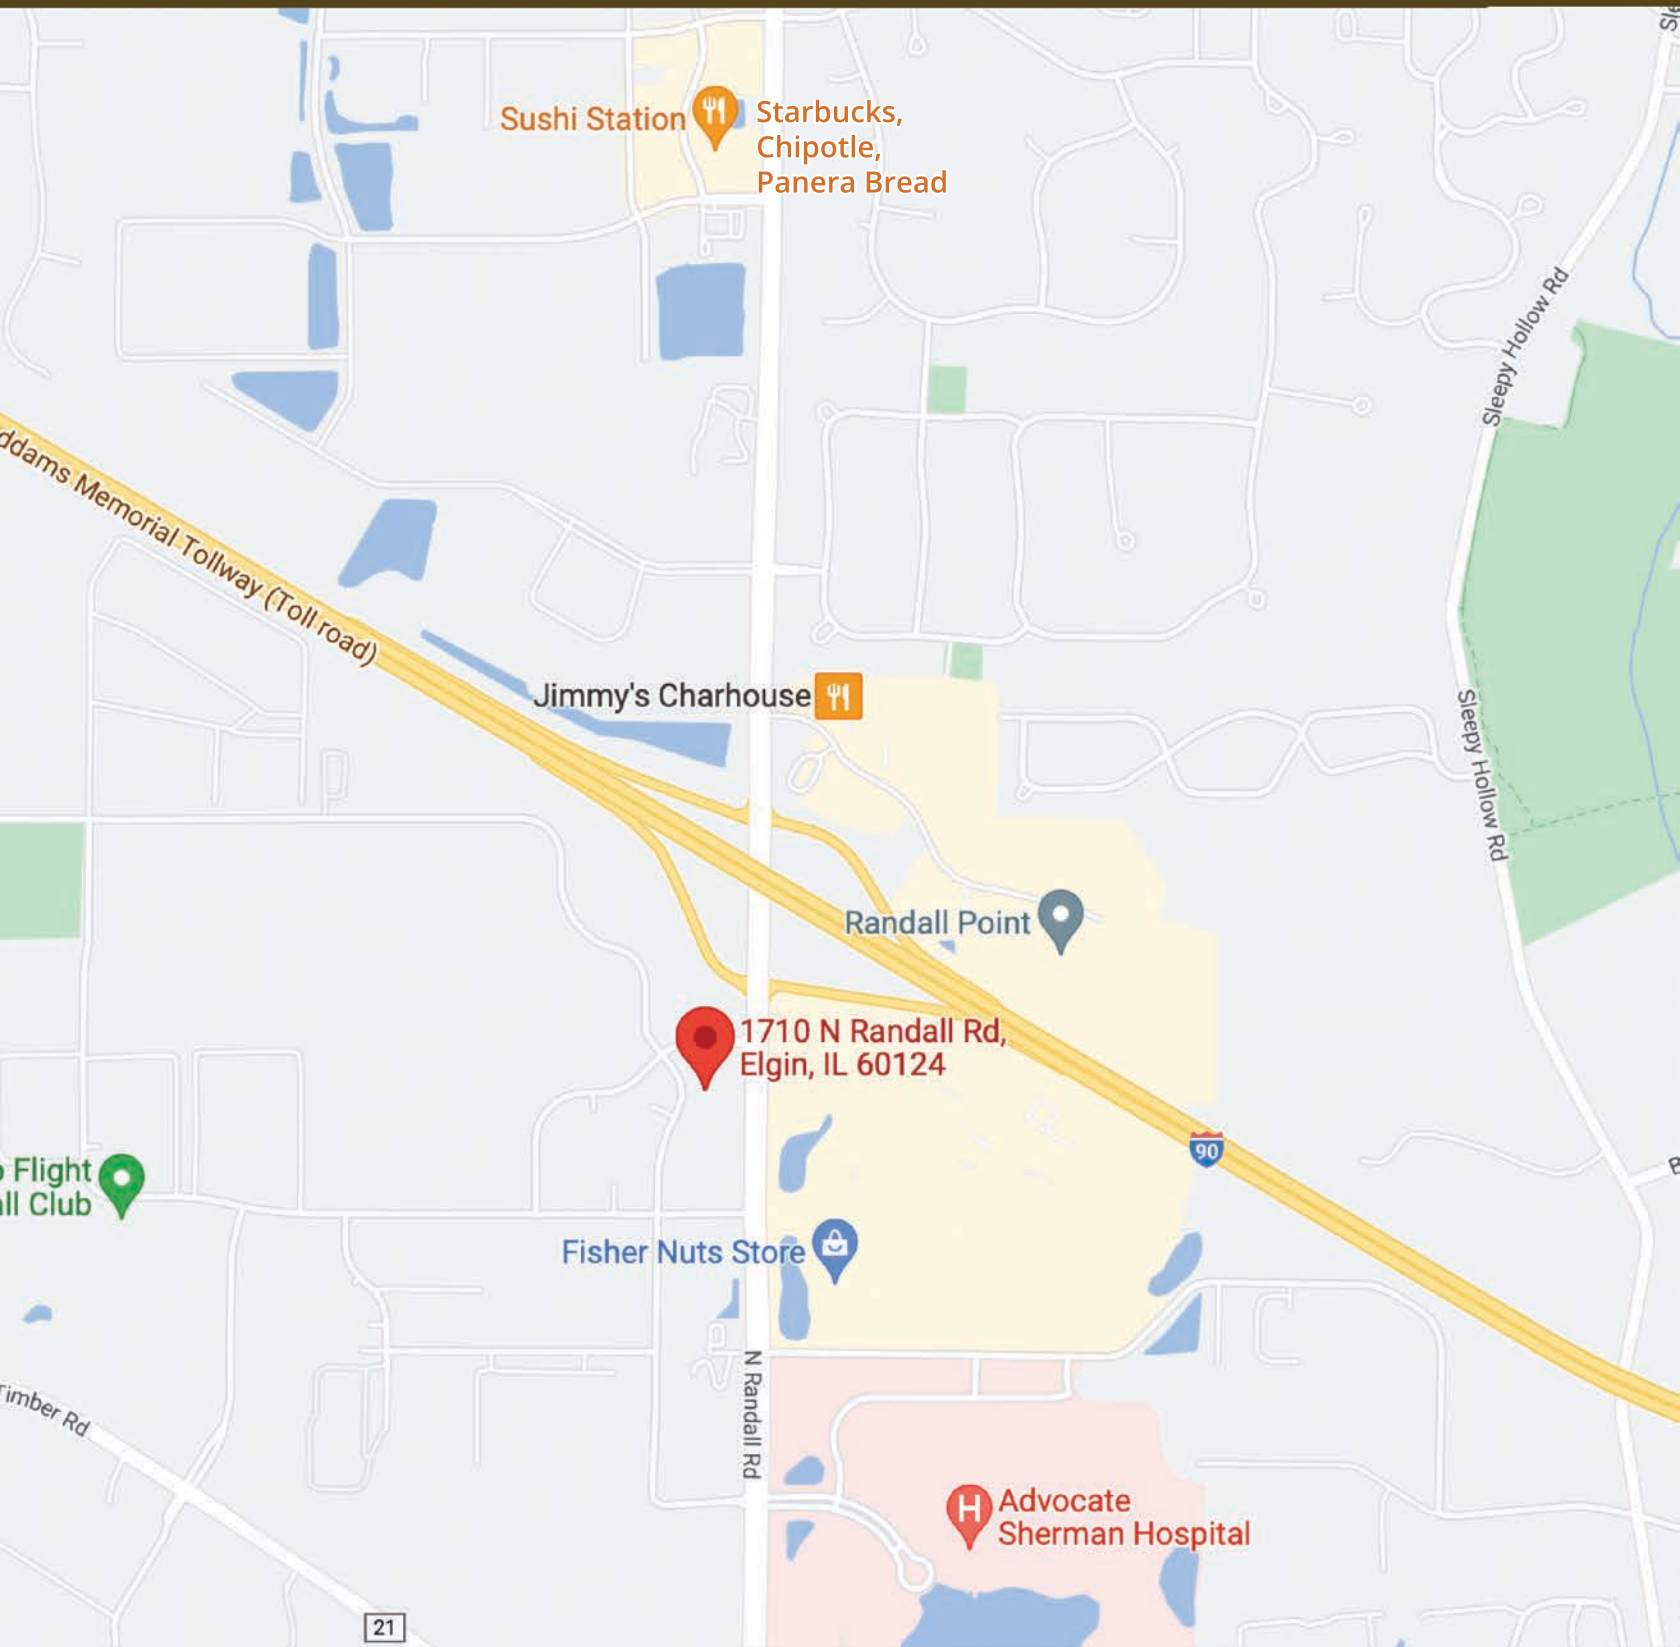 Sushi Station
Starbucks,
Chipotle,
Panera Bread
Sleepy Hollow Rd
ddams Memorial Tollway (Toll road)
Jimmy's Charhouse
Sleepy Hollow Rd
Randall Point
1710 N Randall Rd,
Elgin, IL 60124
90
Flight
ll Club
Fisher Nuts Store
N Randall Rd
Timber Rd
H
Advocate
Sherman Hospital
21